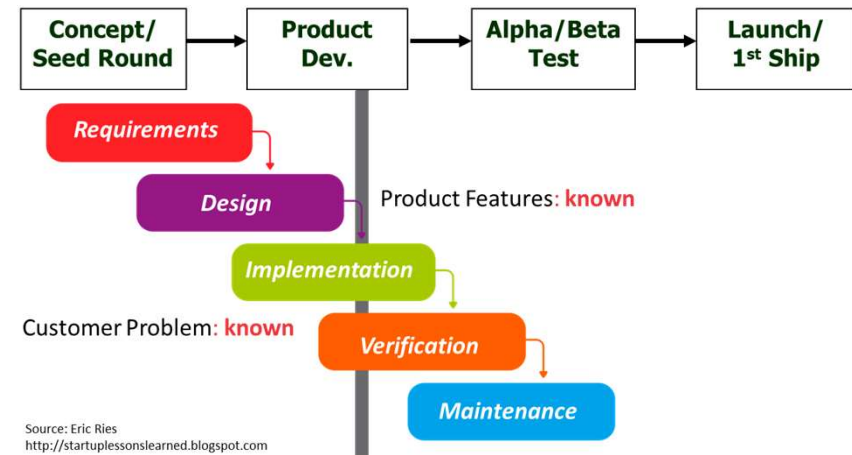 Concept/
Seed Round
Product
Dev.
Alpha/Beta
Test
Launch/
1st Ship
Requirements
Design
Product Features: known
Implementation
Customer Problem: known
Verification
Maintenance
Source: Eric Ries
http://startuplessonslearned.blogspot.com